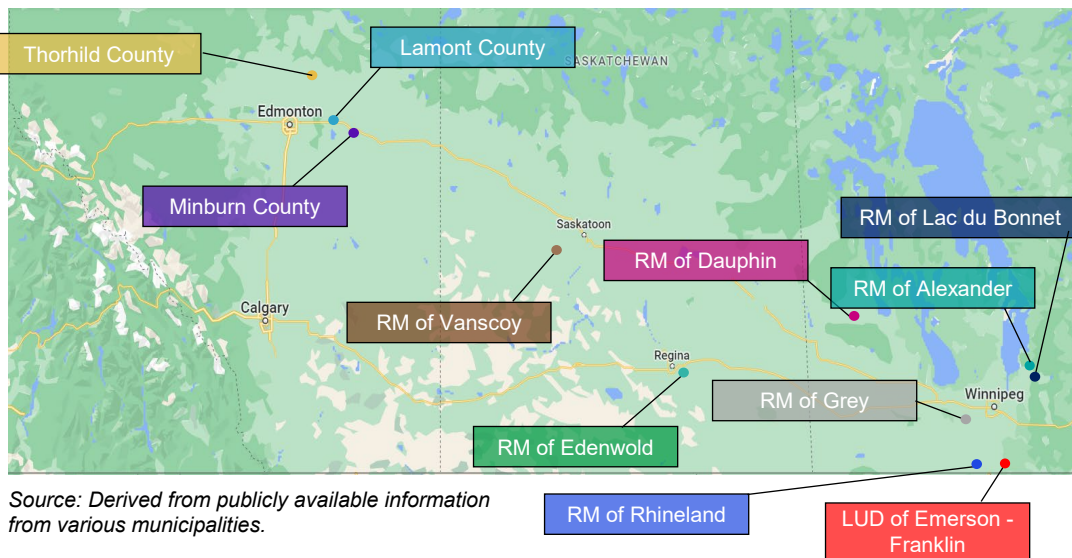 Thorhild County
Lamont County
SASKATCHEWAN
Edmonton
Minburn County
RM of Lac du Bonnet
Saskatoon
RM of Dauphin
RM of Alexander
Calgary
RM of Vanscoy
Regina
RM of Grey
Winnipeg
RM of Edenwold
Source: Derived from publicly available information
from various municipalities.
RM of Rhineland
LUD of Emerson -
Franklin